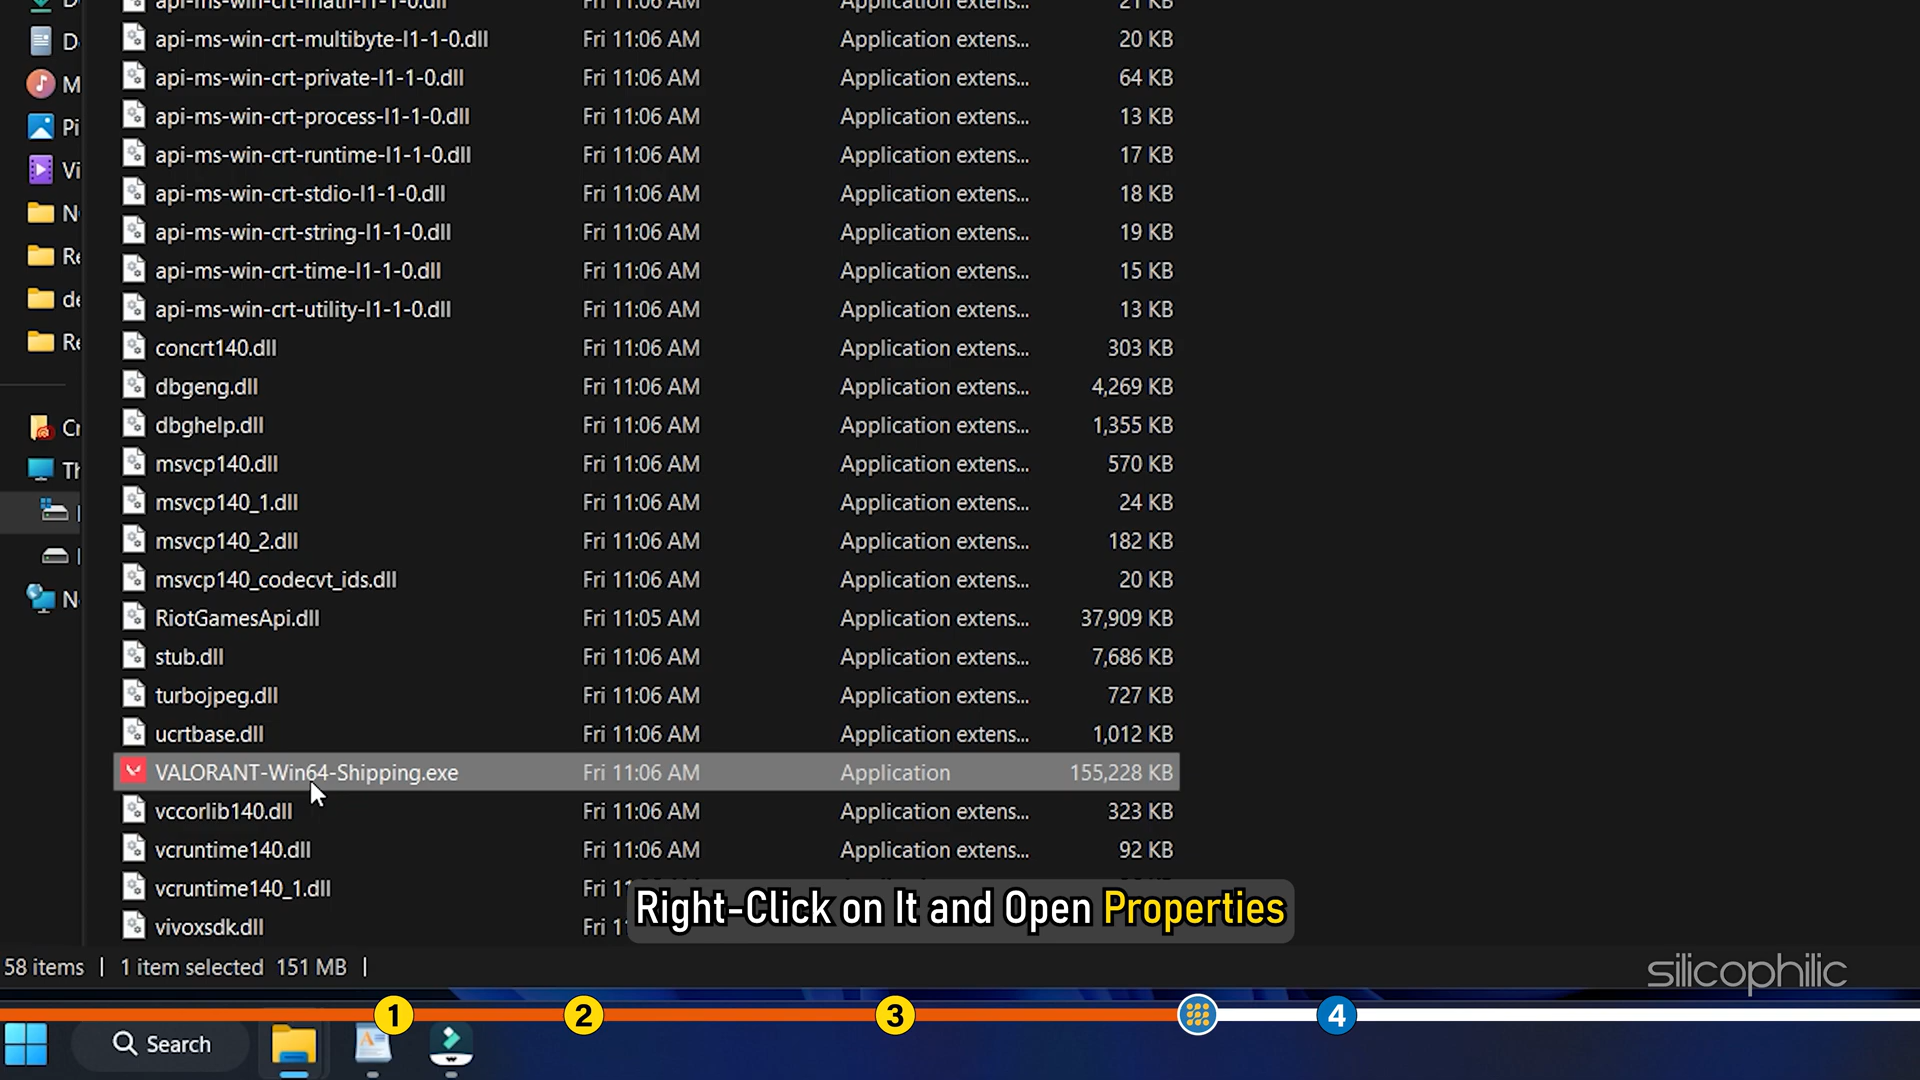 api-ms-win-crt-math-l1-1-0.dll Fri 11:06 AM Application extens... 21 KB
api-ms-win-crt-multibyte-l1-1-0.dll Fri 11:06 AM Application extens... 20 KB
api-ms-win-crt-private-l1-1-0.dll Fri 11:06 AM Application extens... 64 KB
api-ms-win-crt-process-l1-1-0.dll Fri 11:06 AM Application extens... 13 KB
api-ms-win-crt-runtime-l1-1-0.dll Fri 11:06 AM Application extens... 17 KB
api-ms-win-crt-stdio-l1-1-0.dll Fri 11:06 AM Application extens... 18 KB
api-ms-win-crt-string-l1-1-0.dll Fri 11:06 AM Application extens... 19 KB
api-ms-win-crt-time-l1-1-0.dll Fri 11:06 AM Application extens... 15 KB
api-ms-win-crt-utility-l1-1-0.dll Fri 11:06 AM Application extens... 13 KB
concrt140.dll Fri 11:06 AM Application extens... 303 KB
dbgeng.dll Fri 11:06 AM Application extens... 4,269 KB
dbghelp.dll Fri 11:06 AM Application extens... 1,355 KB
msvcp140.dll Fri 11:06 AM Application extens... 570 KB
msvcp140_1.dll Fri 11:06 AM Application extens... 24 KB
msvcp140_2.dll Fri 11:06 AM Application extens... 182 KB
msvcp140_codecvt_ids.dll Fri 11:06 AM Application extens... 20 KB
RiotGamesApi.dll Fri 11:05 AM Application extens... 37,909 KB
stub.dll Fri 11:06 AM Application extens... 7,686 KB
turbojpeg.dll Fri 11:06 AM Application extens... 727 KB
ucrtbase.dll Fri 11:06 AM Application extens... 1,012 KB
VALORANT-Win64-Shipping.exe Fri 11:06 AM Application 155,228 KB
vccorlib140.dll Fri 11:06 AM Application extens... 323 KB
vcruntime140.dll Fri 11:06 AM Application extens... 92 KB
vcruntime140_1.dll Fri 1
vivoxsdk.dll Fri 1
Right-Click on It and Open Properties
58 items | 1 item selected 151 MB |
silicophilic
1 2 3 4
Search